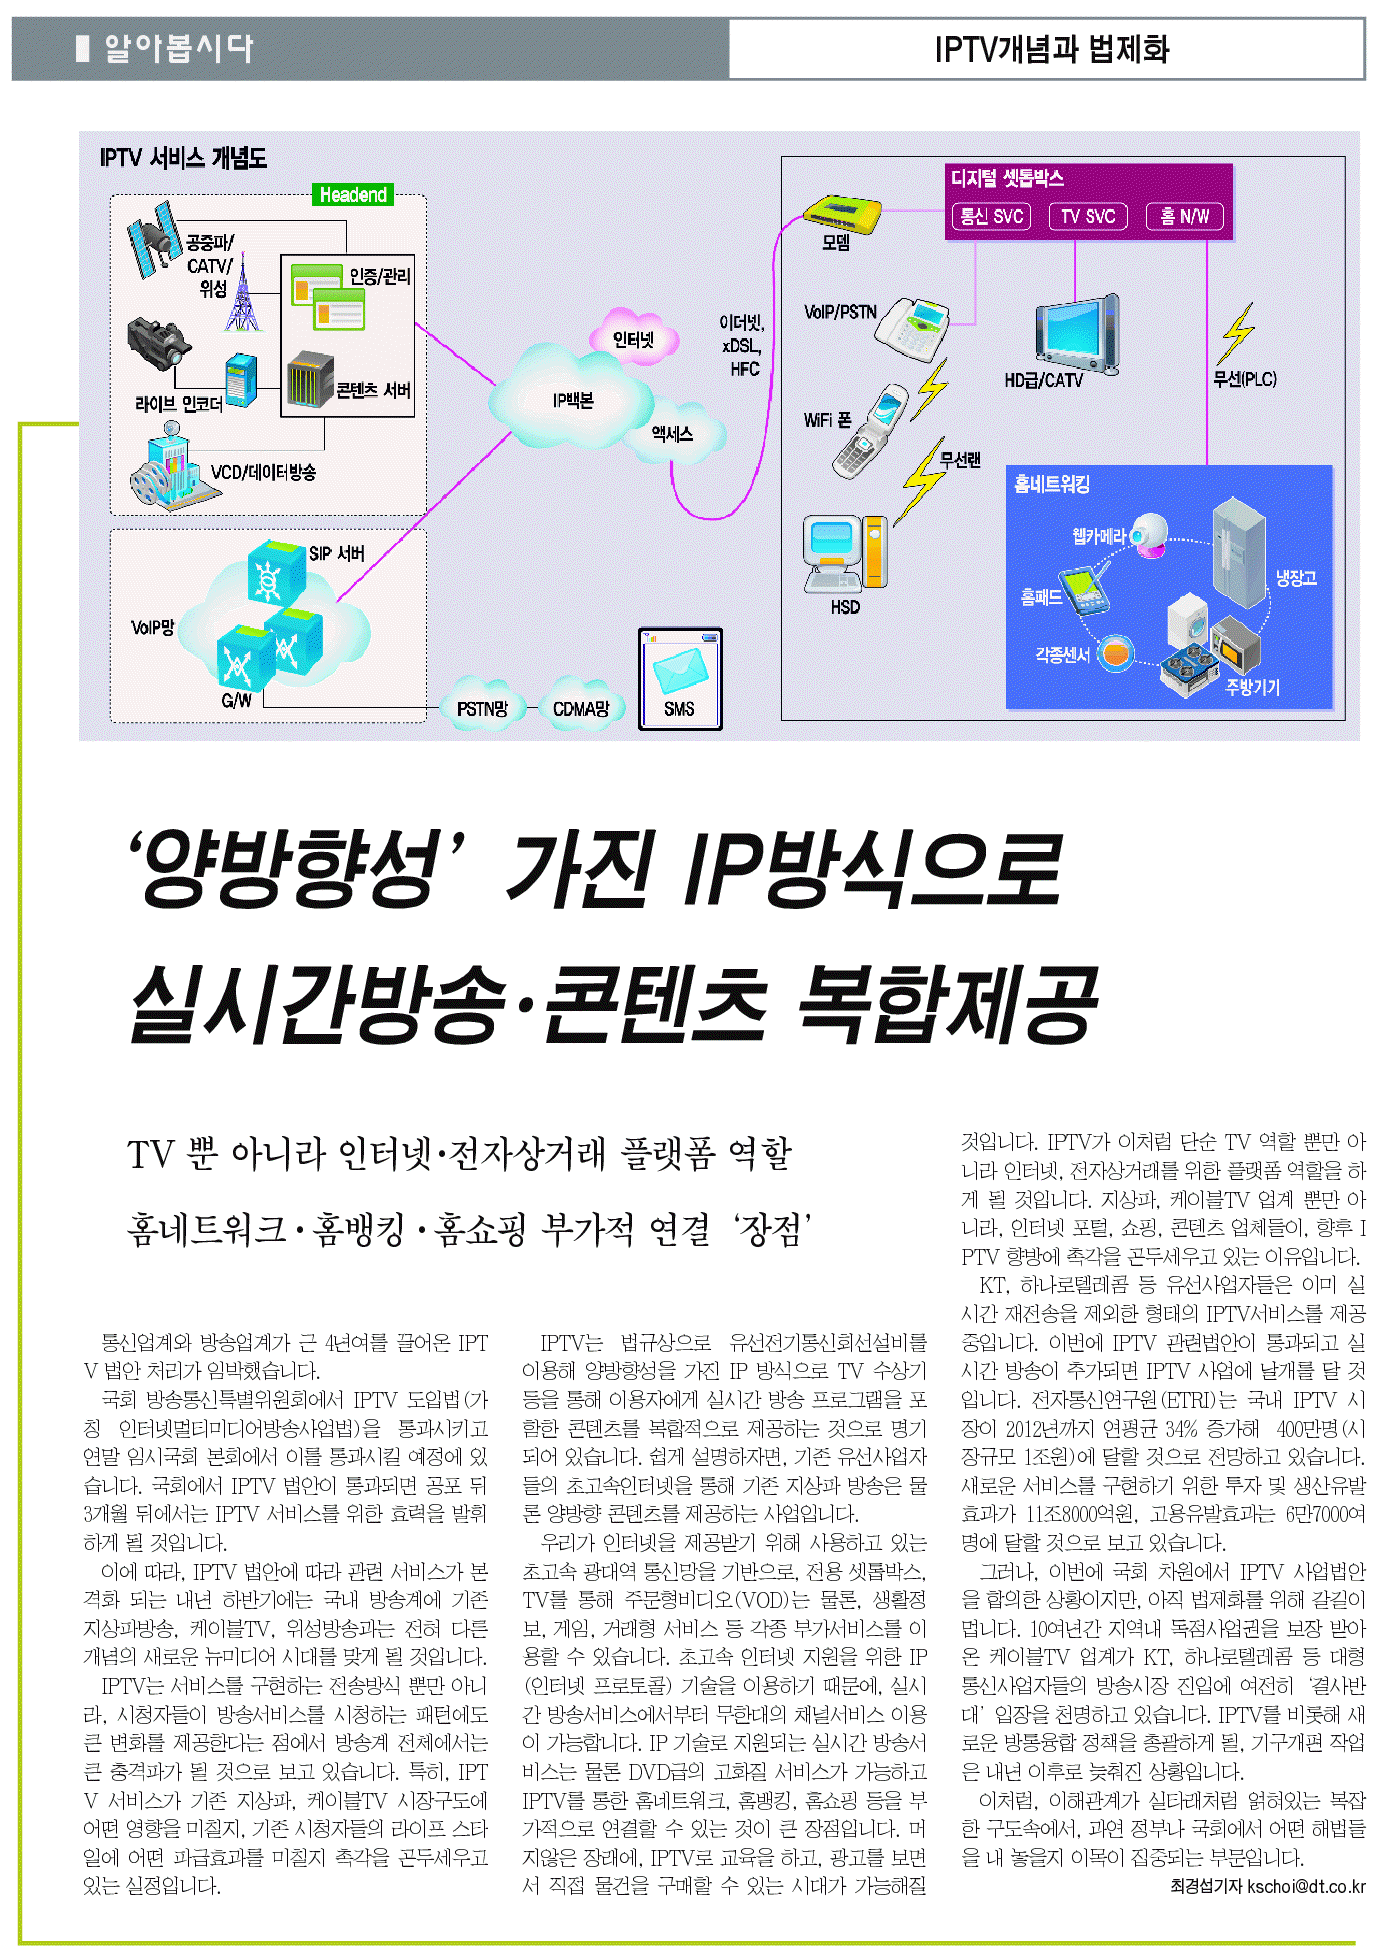 알아봅시다
IPTV개념과 법제화
IPTV 서비스 개념도
Headend
공중파/
CATV/
위성
인증/관리
라이브 인코더
콘텐츠 서버
VCD/데이터방송
SIP 서버
VoIP망
G/W
인터넷
IP백본
액세스
PSTN망
CDMA망
SMS
이더넷,
xDSL,
HFC
모뎀
디지털 셋톱박스
통신 SVC
TV SVC
홈 N/W
VoIP/PSTN
HD급/CATV
무선(PLC)
WiFi 폰
무선랜
HSD
홈네트워킹
웹카메라
냉장고
홈패드
각종센서
주방기기
‘양방향성’ 가진 IP방식으로
실시간방송·콘텐츠 복합제공
TV 뿐 아니라 인터넷·전자상거래 플랫폼 역할
홈네트워크·홈뱅킹·홈쇼핑 부가적 연결 ‘장점’
통신업계와 방송업계가 근 4년여를 끌어온 IPT
V 법안 처리가 임박했습니다.
국회 방송통신특별위원회에서 IPTV 도입법(가
칭 인터넷멀티미디어방송사업법)을 통과시키고
연말 임시국회 본회에서 이를 통과시킬 예정에 있
습니다. 국회에서 IPTV 법안이 통과되면 공포 뒤
3개월 뒤에서는 IPTV 서비스를 위한 효력을 발휘
하게 될 것입니다.
이에 따라, IPTV 법안에 따라 관련 서비스가 본
격화 되는 내년 하반기에는 국내 방송계에 기존
지상파방송, 케이블TV, 위성방송과는 전혀 다른
개념의 새로운 뉴미디어 시대를 맞게 될 것입니다.
IPTV는 서비스를 구현하는 전송방식 뿐만 아니
라, 시청자들이 방송서비스를 시청하는 패턴에도
큰 변화를 제공한다는 점에서 방송계 전체에서는
큰 충격파가 될 것으로 보고 있습니다. 특히, IPT
V 서비스가 기존 지상파, 케이블TV 시장구도에
어떤 영향을 미칠지, 기존 시청자들의 라이프 스타
일에 어떤 파급효과를 미칠지 촉각을 곤두세우고
있는 실정입니다.
IPTV는 법규상으로 유선전기통신회선설비를
이용해 양방향성을 가진 IP 방식으로 TV 수상기
등을 통해 이용자에게 실시간 방송 프로그램을 포
함한 콘텐츠를 복합적으로 제공하는 것으로 명기
되어 있습니다. 쉽게 설명하자면, 기존 유선사업자
들의 초고속인터넷을 통해 기존 지상파 방송은 물
론 양방향 콘텐츠를 제공하는 사업입니다.
우리가 인터넷을 제공받기 위해 사용하고 있는
초고속 광대역 통신망을 기반으로, 전용 셋톱박스,
TV를 통해 주문형비디오(VOD)는 물론, 생활정
보, 게임, 거래형 서비스 등 각종 부가서비스를 이
용할 수 있습니다. 초고속 인터넷 지원을 위한 IP
(인터넷 프로토콜) 기술을 이용하기 때문에, 실시
간 방송서비스에서부터 무한대의 채널서비스 이용
이 가능합니다. IP 기술로 지원되는 실시간 방송서
비스는 물론 DVD급의 고화질 서비스가 가능하고
IPTV를 통한 홈네트워크, 홈뱅킹, 홈쇼핑 등을 부
가적으로 연결할 수 있는 것이 큰 장점입니다. 머
지않은 장래에, IPTV로 교육을 하고, 광고를 보면
서 직접 물건을 구매할 수 있는 시대가 가능해질
것입니다. IPTV가 이처럼 단순 TV 역할 뿐만 아
니라 인터넷, 전자상거래를 위한 플랫폼 역할을 하
게 될 것입니다. 지상파, 케이블TV 업계 뿐만 아
니라, 인터넷 포털, 쇼핑, 콘텐츠 업체들이, 향후 I
PTV 향방에 촉각을 곤두세우고 있는 이유입니다.
KT, 하나로텔레콤 등 유선사업자들은 이미 실
시간 재전송을 제외한 형태의 IPTV서비스를 제공
중입니다. 이번에 IPTV 관련법안이 통과되고 실
시간 방송이 추가되면 IPTV 사업에 날개를 달 것
입니다. 전자통신연구원(ETRI)는 국내 IPTV 시
장이 2012년까지 연평균 34% 증가해 400만명(시
장규모 1조원)에 달할 것으로 전망하고 있습니다.
새로운 서비스를 구현하기 위한 투자 및 생산유발
효과가 11조8000억원, 고용유발효과는 6만7000여
명에 달할 것으로 보고 있습니다.
그러나, 이번에 국회 차원에서 IPTV 사업법안
을 합의한 상황이지만, 아직 법제화를 위해 갈길이
멉니다. 10여년간 지역내 독점사업권을 보장 받아
온 케이블TV 업계가 KT, 하나로텔레콤 등 대형
통신사업자들의 방송시장 진입에 여전히 ‘결사반
대’ 입장을 천명하고 있습니다. IPTV를 비롯해 새
로운 방통융합 정책을 총괄하게 될, 기구개편 작업
은 내년 이후로 늦춰진 상황입니다.
이처럼, 이해관계가 실타래처럼 얽혀있는 복잡
한 구도속에서, 과연 정부나 국회에서 어떤 해법들
을 내 놓을지 이목이 집중되는 부문입니다.
최경섭기자 kschoi@dt.co.kr